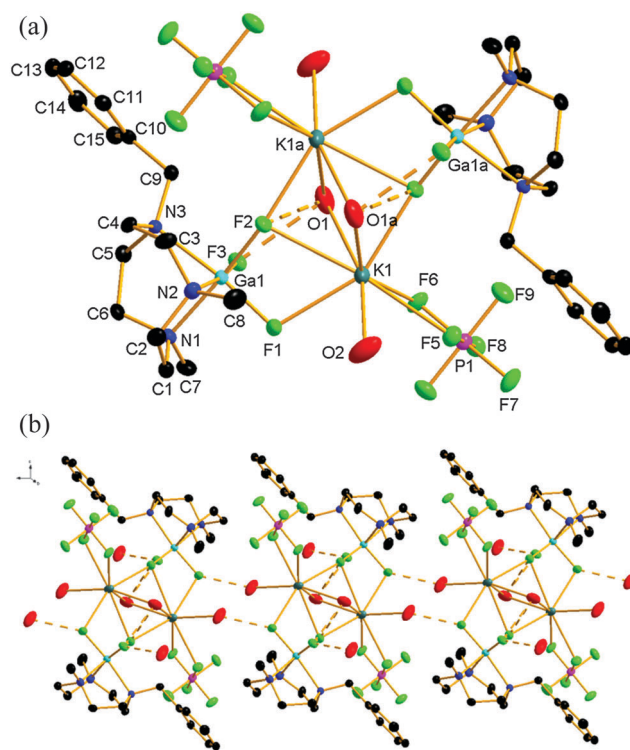 (a)
C13 C12
C14 C11
C15 C10
C9
K1a
Ga1a
C4 N3
F2 O1 O1a
C5 C3 F3
Ga1 K1
F6
C6 N2 F9
C8
C2 N1 F1 O2 F5 F8
P1
C1 C7 F7
(b)